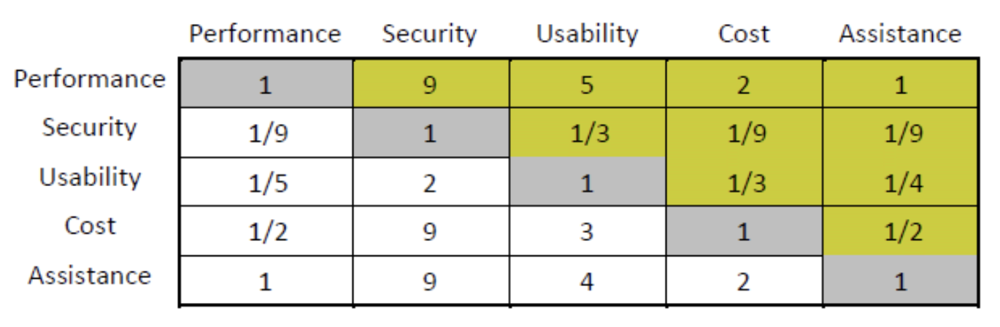 Performance Security Usability Cost Assistance
Performance 1 9 5 2 1
Security 1/9 1 1/3 1/9 1/9
Usability 1/5 2 1 1/3 1/4
Cost 1/2 9 3 1 1/2
Assistance 1 9 4 2 1